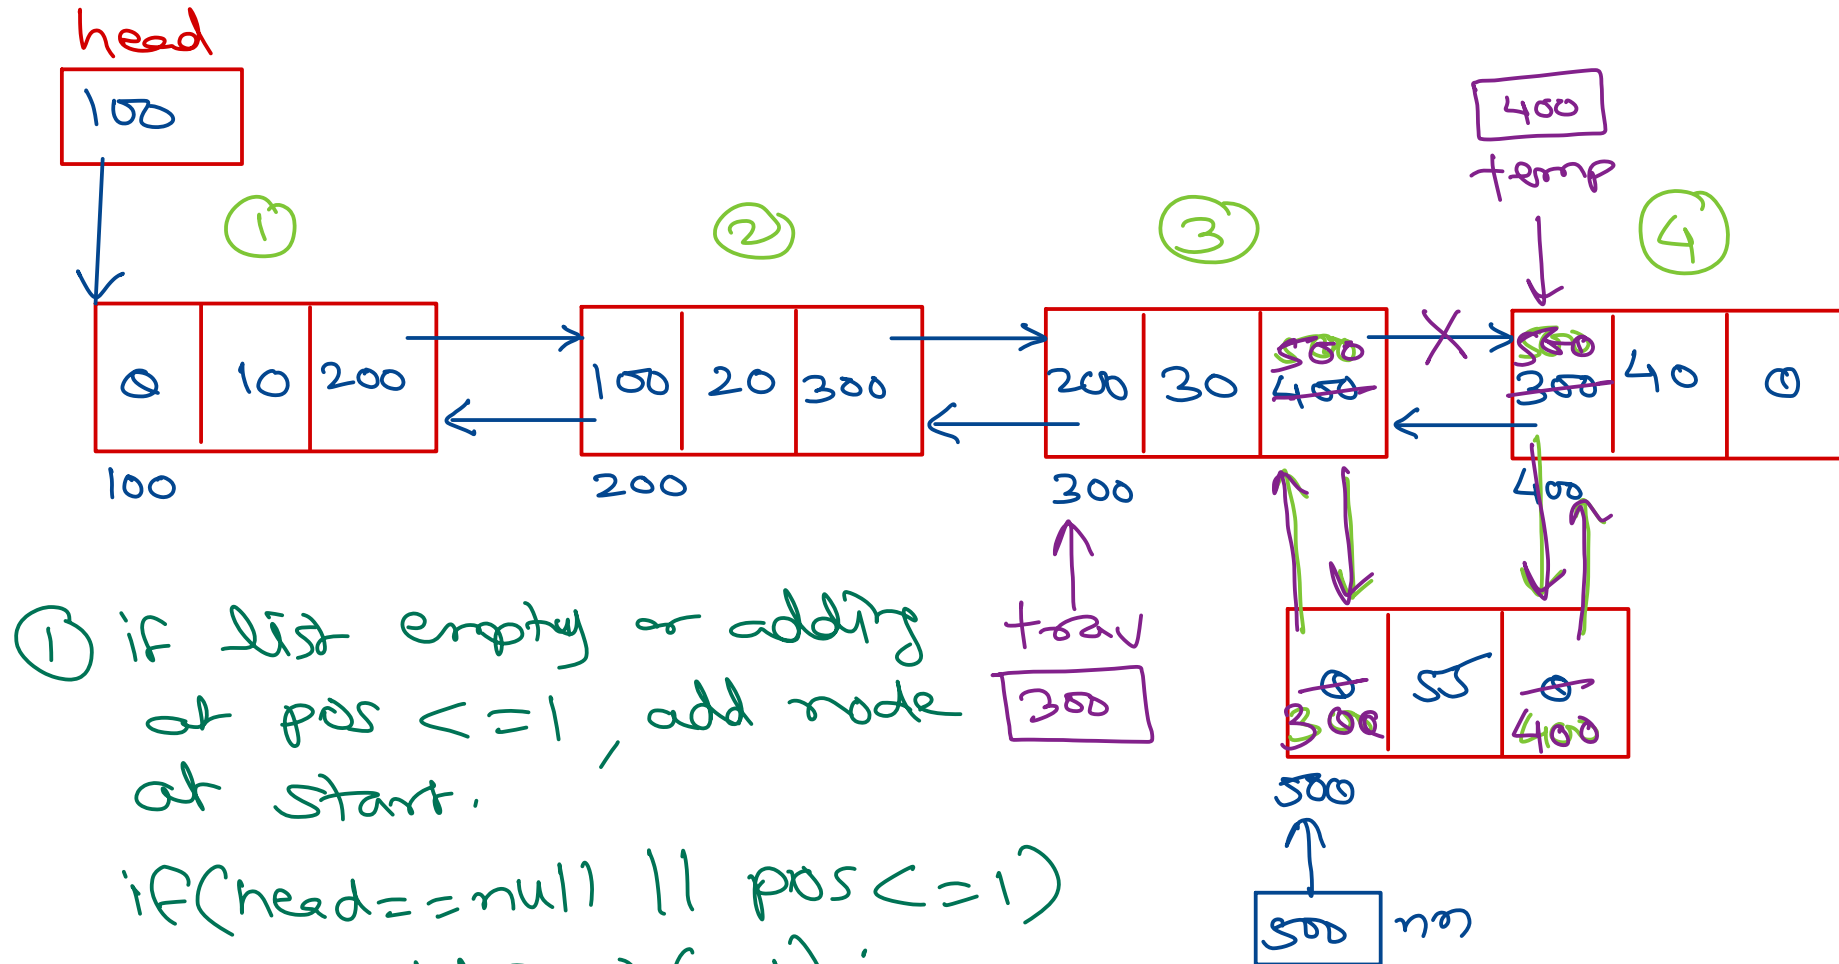 head
100
400
temp
1 2 3 4
0 10 200
100 20 300
200 30 500 400
500 300 40 0
100
200
300
400
trav
300
0 55 0
300 400
500
500 nn
1 if list empty or adding
at pos <=1, add node
at start.
if(head==null || pos<=1)